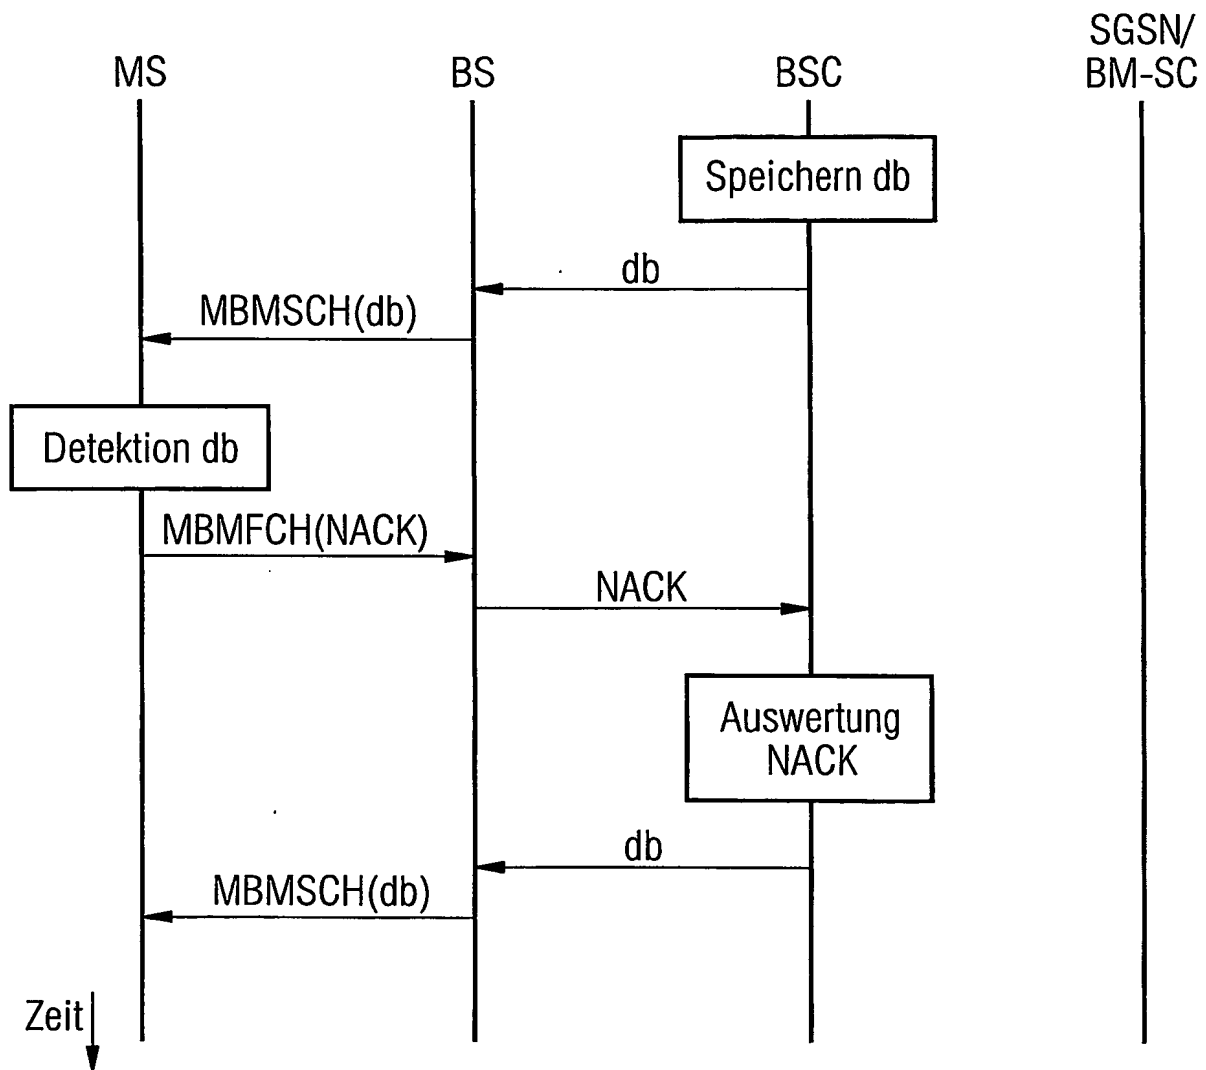 SGSN/
MS BS BSC BM-SC
Speichern db
db
MBMSCH(db)
Detektion db
MBMFCH(NACK)
NACK
Auswertung
NACK
db
MBMSCH(db)
Zeit